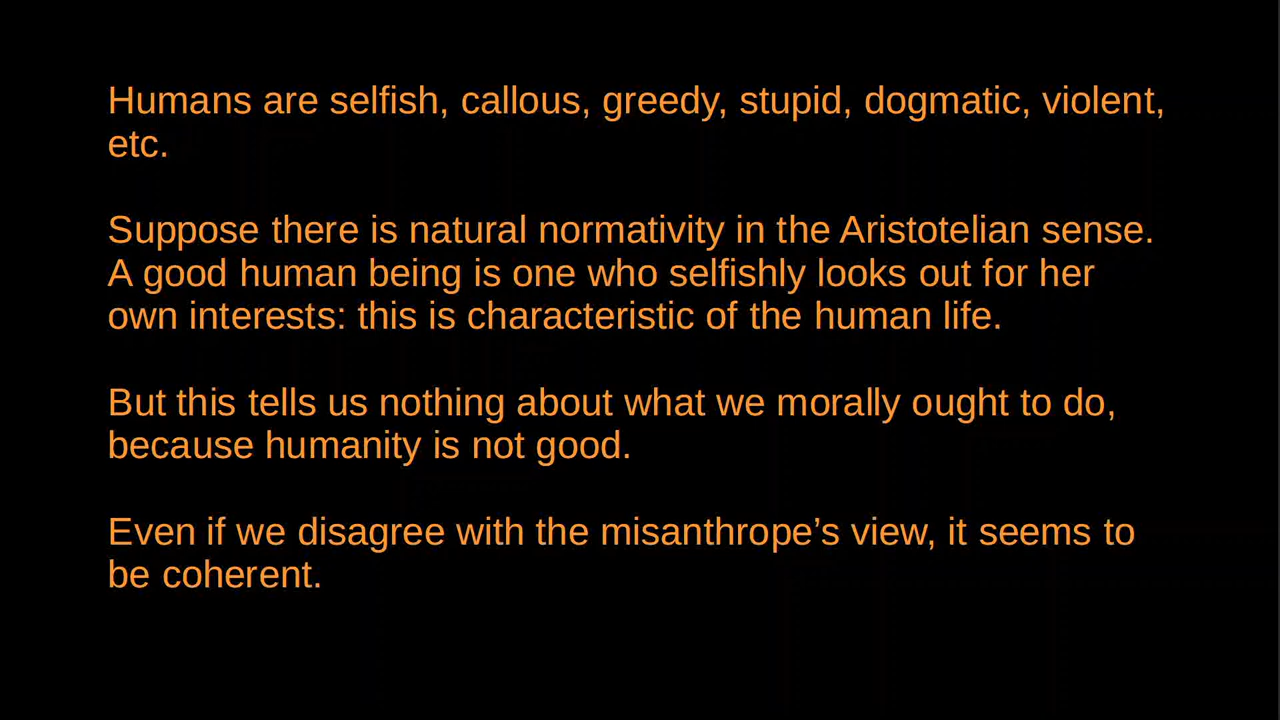 Humans are selfish, callous, greedy, stupid, dogmatic, violent,
etc.
Suppose there is natural normativity in the Aristotelian sense.
A good human being is one who selfishly looks out for her
own interests: this is characteristic of the human life.
But this tells us nothing about what we morally ought to do,
because humanity is not good.
Even if we disagree with the misanthrope’s view, it seems to
be coherent.